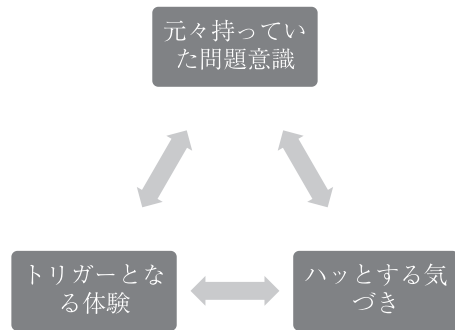 元々持ってい
た問題意識
トリガーとな
る体験
ハッとする気
づき